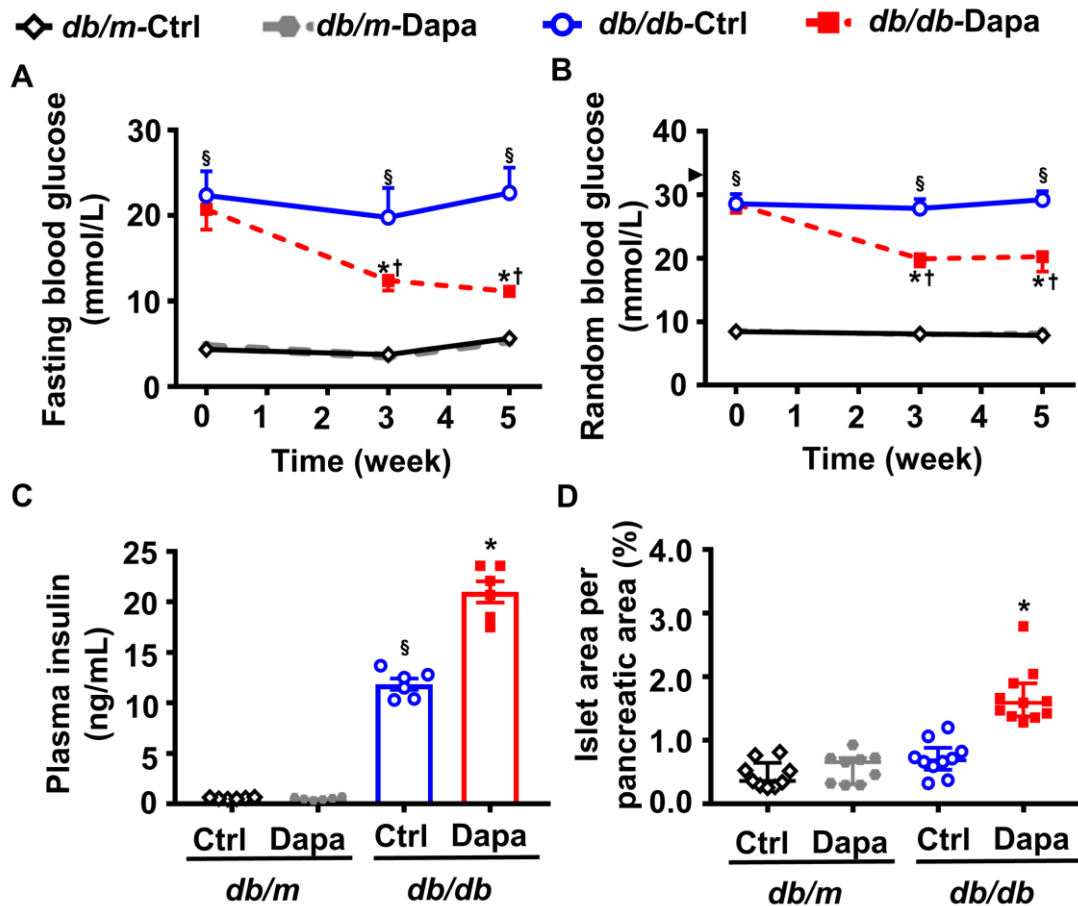 db/m-Ctrl db/m-Dapa db/db-Ctrl db/db-Dapa
A
Fasting blood glucose
(mmol/L)
30
20
10
0
§ § §
*† *†
0 1 2 3 4 5
Time (week)
B
Random blood glucose
(mmol/L)
40
30
20
10
0
§ § §
*† *†
0 1 2 3 4 5
Time (week)
C
Plasma insulin
(ng/mL)
25
20
15
10
5
0
§ *
Ctrl Dapa Ctrl Dapa
db/m db/db
D
Islet area per
pancreatic area (%)
4.0
3.0
2.0
1.0
0.0
*
Ctrl Dapa Ctrl Dapa
db/m db/db